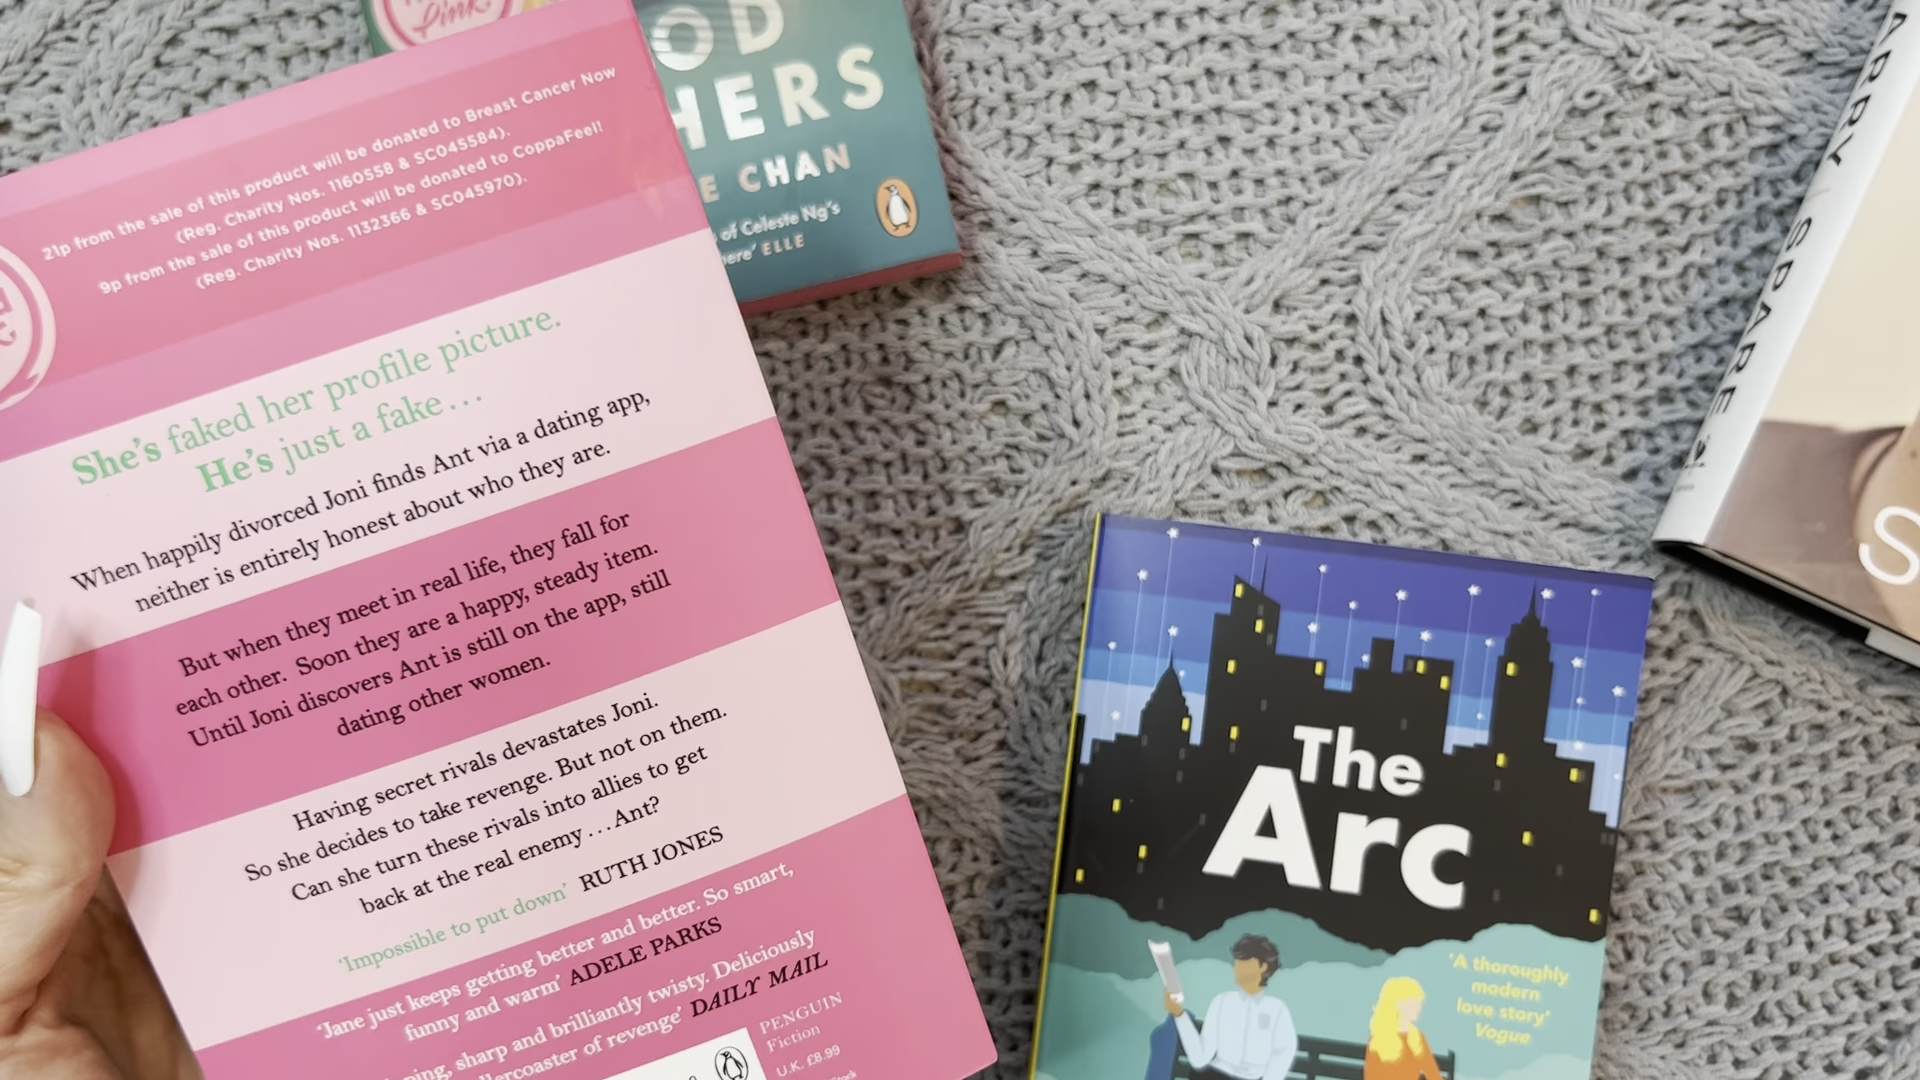 Pink
21p from the sale of this product will be donated to Breast Cancer Now
(Reg. Charity Nos. 1160558 & SC045584).
9p from the sale of this product will be donated to CoppaFeel!
(Reg. Charity Nos. 1132366 & SC045970).
She's faked her profile picture.
He's just a fake...
When happily divorced Joni finds Ant via a dating app,
neither is entirely honest about who they are.
But when they meet in real life, they fall for
each other. Soon they are a happy, steady item.
Until Joni discovers Ant is still on the app, still
dating other women.
Having secret rivals devastates Joni.
So she decides to take revenge. But not on them.
Can she turn these rivals into allies to get
back at the real enemy... Ant?
'Impossible to put down' RUTH JONES
'Jane just keeps getting better and better. So smart,
funny and warm' ADELE PARKS
sharp and brilliantly twisty. Deliciously
of revenge' DAILY MAIL
PENGUIN
Fiction
U.K. £8.99
OD
HERS
E CHAN
of Celeste Ng's
ELLE
The
Arc
'A thoroughly
modern
love story'
Vogue
ARRY SPARE
S